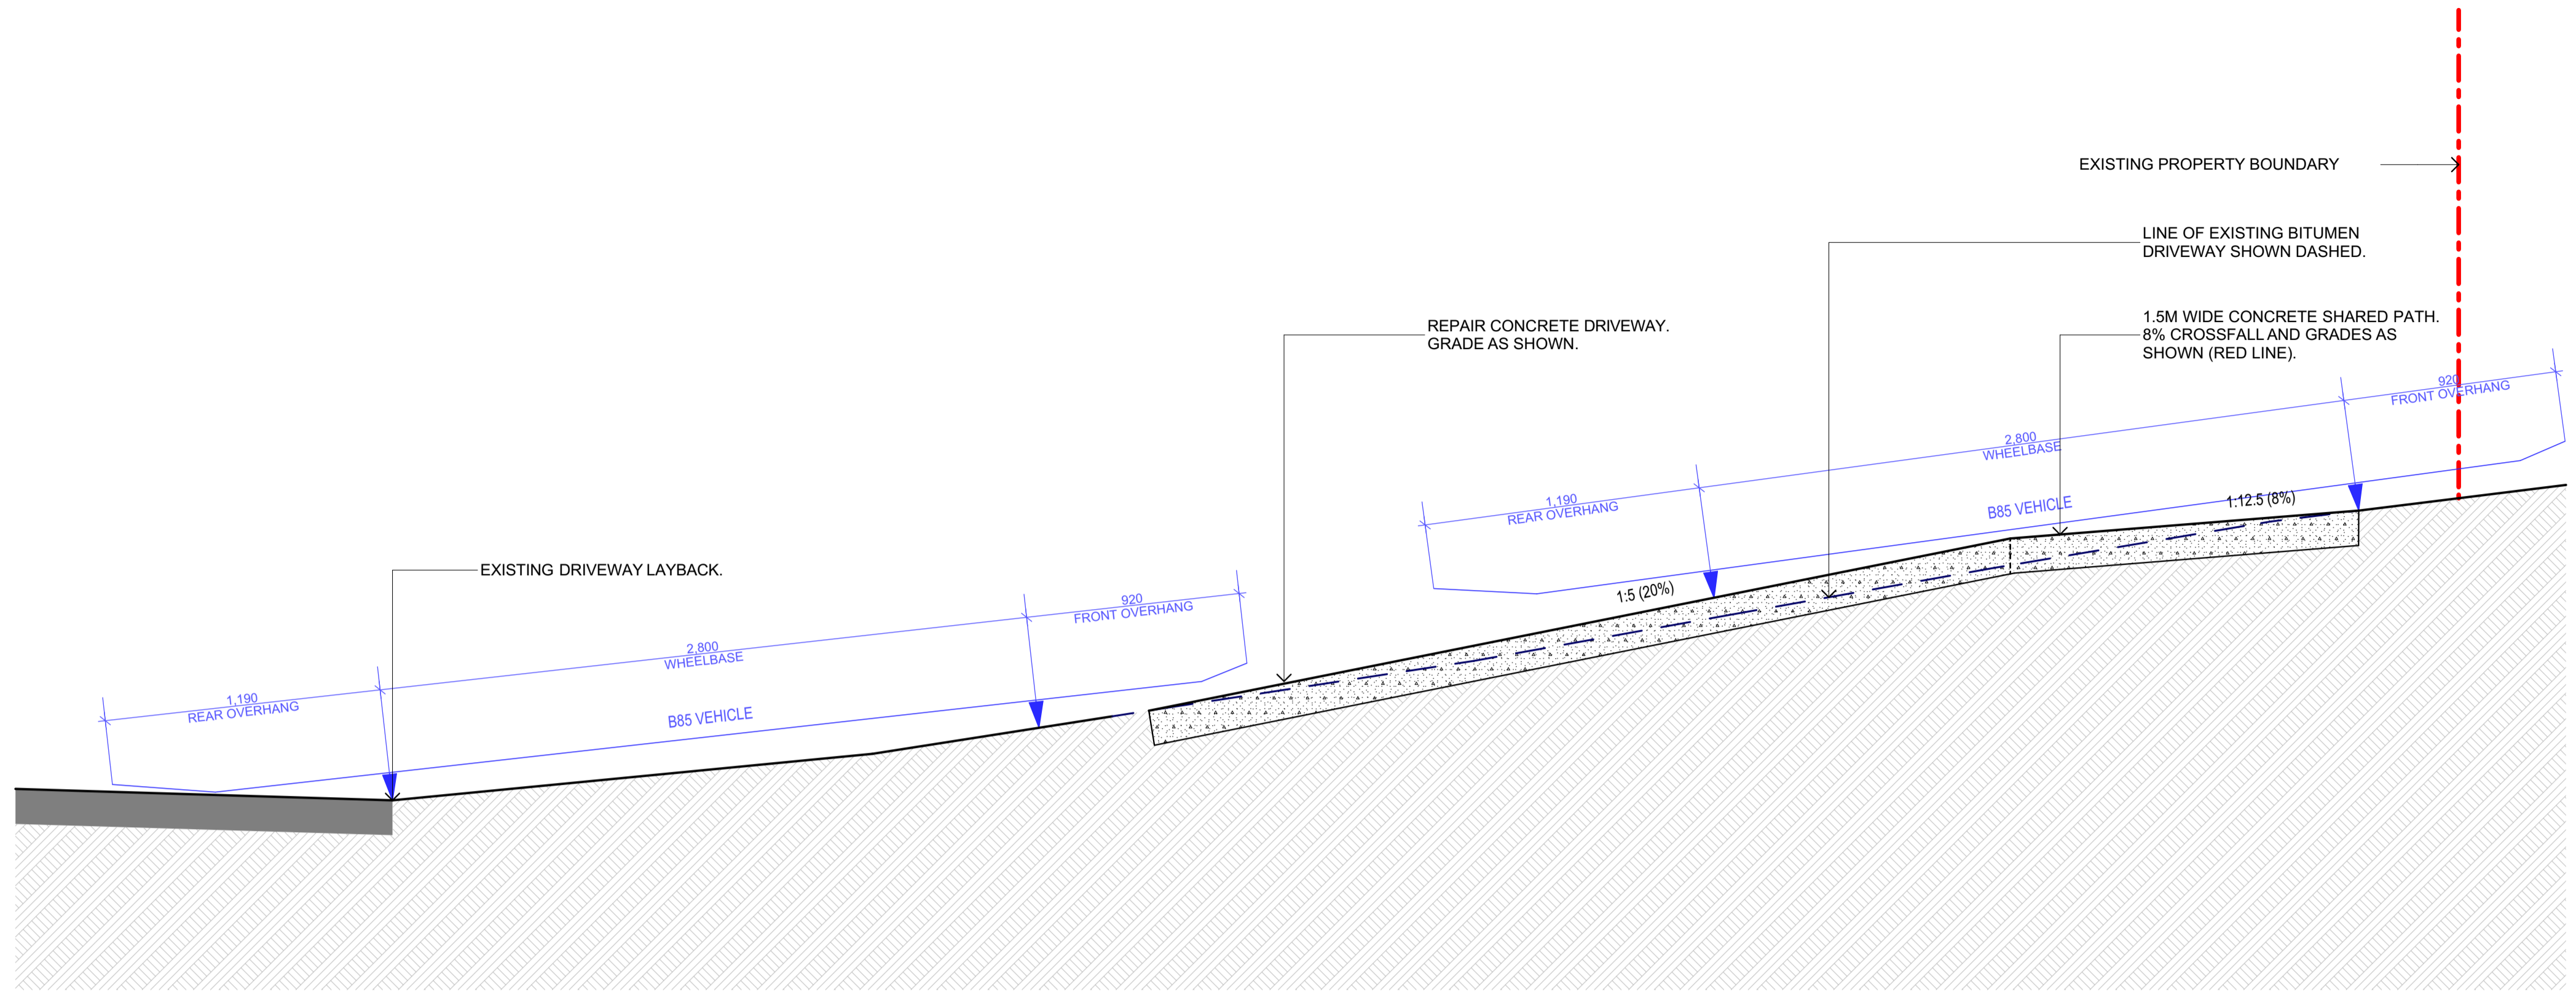 EXISTING PROPERTY BOUNDARY
LINE OF EXISTING BITUMEN
DRIVEWAY SHOWN DASHED.
REPAIR CONCRETE DRIVEWAY.
GRADE AS SHOWN.
1.5M WIDE CONCRETE SHARED PATH.
8% CROSSFALL AND GRADES AS
SHOWN (RED LINE).
920
FRONT OVERHANG
2,800
WHEELBASE
1,190
REAR OVERHANG
B85 VEHICLE
1:12.5 (8%)
1:5 (20%)
EXISTING DRIVEWAY LAYBACK.
920
FRONT OVERHANG
2,800
WHEELBASE
1,190
REAR OVERHANG
B85 VEHICLE